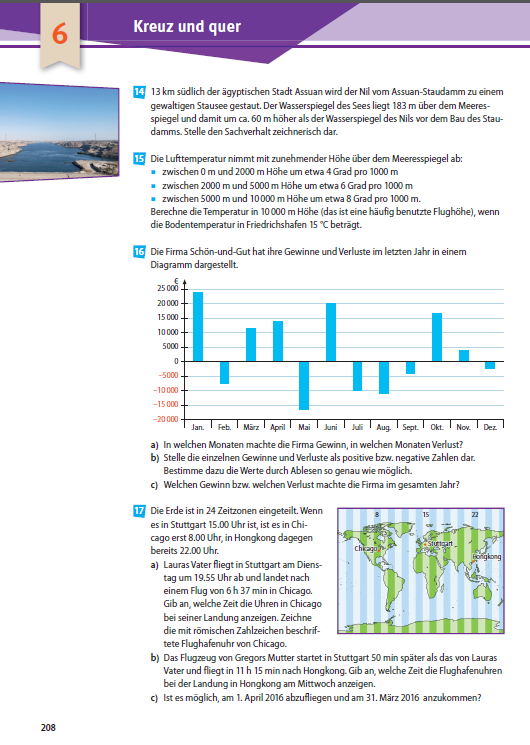 6
Kreuz und quer
14 13 km südlich der ägyptischen Stadt Assuan wird der Nil vom Assuan-Staudamm zu einem
gewaltigen Stausee gestaut. Der Wasserspiegel des Sees liegt 183 m über dem Meeres-
spiegel und damit um ca. 60 m höher als der Wasserspiegel des Nils vor dem Bau des Stau-
damms. Stelle den Sachverhalt zeichnerisch dar.
15 Die Lufttemperatur nimmt mit zunehmender Höhe über dem Meeresspiegel ab:
▪ zwischen 0 m und 2000 m Höhe um etwa 4 Grad pro 1000 m
▪ zwischen 2000 m und 5000 m Höhe um etwa 6 Grad pro 1000 m
▪ zwischen 5000 m und 10 000 m Höhe um etwa 8 Grad pro 1000 m.
Berechne die Temperatur in 10 000 m Höhe (das ist eine häufig benutzte Flughöhe), wenn
die Bodentemperatur in Friedrichshafen 15 °C beträgt.
16 Die Firma Schön-und-Gut hat ihre Gewinne und Verluste im letzten Jahr in einem
Diagramm dargestellt.
€
25 000
20 000
15 000
10 000
5000
0
−5000
−10 000
−15 000
−20 000
Jan. Feb. März April Mai Juni Juli Aug. Sept. Okt. Nov. Dez.
a) In welchen Monaten machte die Firma Gewinn, in welchen Monaten Verlust?
b) Stelle die einzelnen Gewinne und Verluste als positive bzw. negative Zahlen dar.
Bestimme dazu die Werte durch Ablesen so genau wie möglich.
c) Welchen Gewinn bzw. welchen Verlust machte die Firma im gesamten Jahr?
17 Die Erde ist in 24 Zeitzonen eingeteilt. Wenn
es in Stuttgart 15.00 Uhr ist, ist es in Chi-
cago erst 8.00 Uhr, in Hongkong dagegen
bereits 22.00 Uhr.
a) Lauras Vater fliegt in Stuttgart am Diens-
tag um 19.55 Uhr ab und landet nach
einem Flug von 6 h 37 min in Chicago.
Gib an, welche Zeit die Uhren in Chicago
bei seiner Landung anzeigen. Zeichne
die mit römischen Zahlzeichen beschrif-
tete Flughafenuhr von Chicago.
8 15 22
Chicago Stuttgart Hongkong
b) Das Flugzeug von Gregors Mutter startet in Stuttgart 50 min später als das von Lauras
Vater und fliegt in 11 h 15 min nach Hongkong. Gib an, welche Zeit die Flughafenuhren
bei der Landung in Hongkong am Mittwoch anzeigen.
c) Ist es möglich, am 1. April 2016 abzufliegen und am 31. März 2016 anzukommen?
208